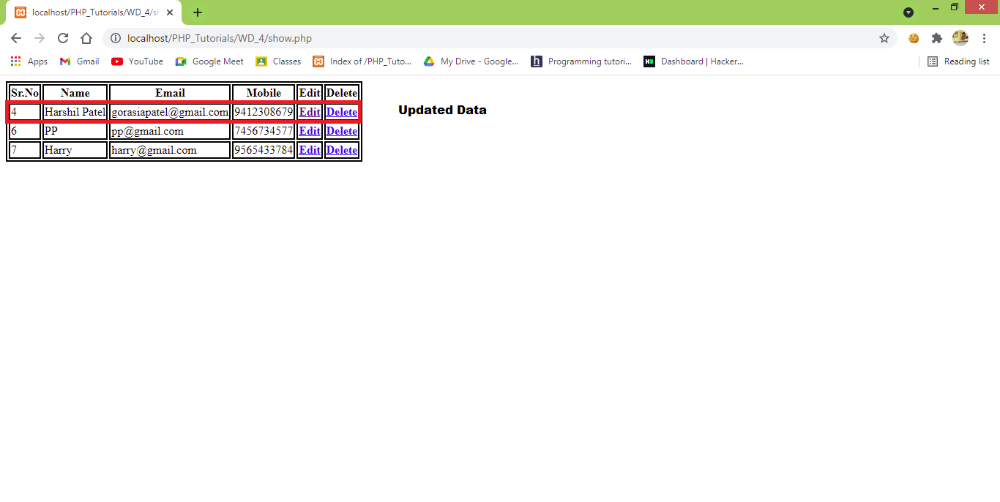 localhost/PHP_Tutorials/WD_4/sh
localhost/PHP_Tutorials/WD_4/show.php
Apps Gmail YouTube Google Meet Classes Index of /PHP_Tuto... My Drive - Google... h Programming tutori... H Dashboard | Hacker... Reading list
Sr.No Name Email Mobile Edit Delete
4 Harshil Patel gorasiapatel@gmail.com 9412308679 Edit Delete Updated Data
6 PP pp@gmail.com 7456734577 Edit Delete
7 Harry harry@gmail.com 9565433784 Edit Delete